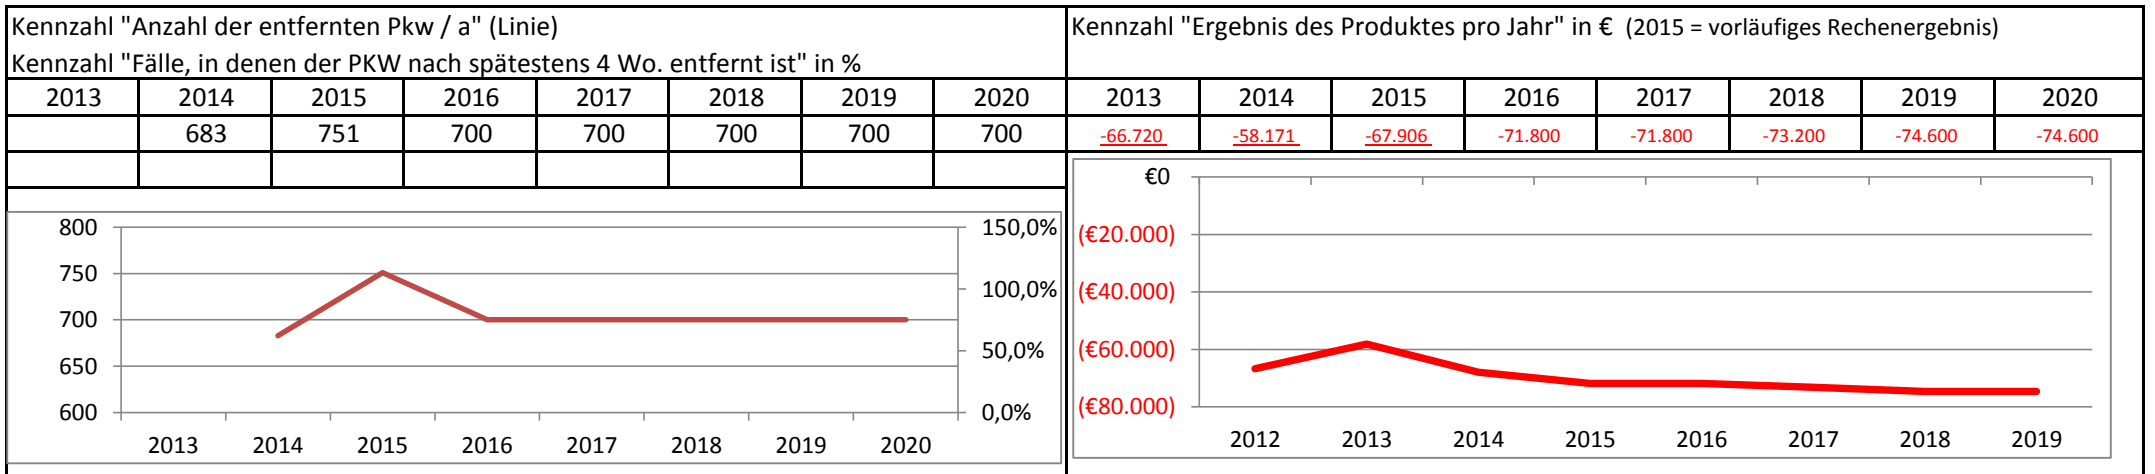 Kennzahl "Anzahl der entfernten Pkw / a" (Linie)
Kennzahl "Fälle, in denen der PKW nach spätestens 4 Wo. entfernt ist" in %
2013 2014 2015 2016 2017 2018 2019 2020
683 751 700 700 700 700 700
800
750
700
650
600
150,0%
100,0%
50,0%
0,0%
2013 2014 2015 2016 2017 2018 2019 2020
Kennzahl "Ergebnis des Produktes pro Jahr" in € (2015 = vorläufiges Rechenergebnis)
2013 2014 2015 2016 2017 2018 2019 2020
-66.720 -58.171 -67.906 -71.800 -71.800 -73.200 -74.600 -74.600
€0
(€20.000)
(€40.000)
(€60.000)
(€80.000)
2012 2013 2014 2015 2016 2017 2018 2019